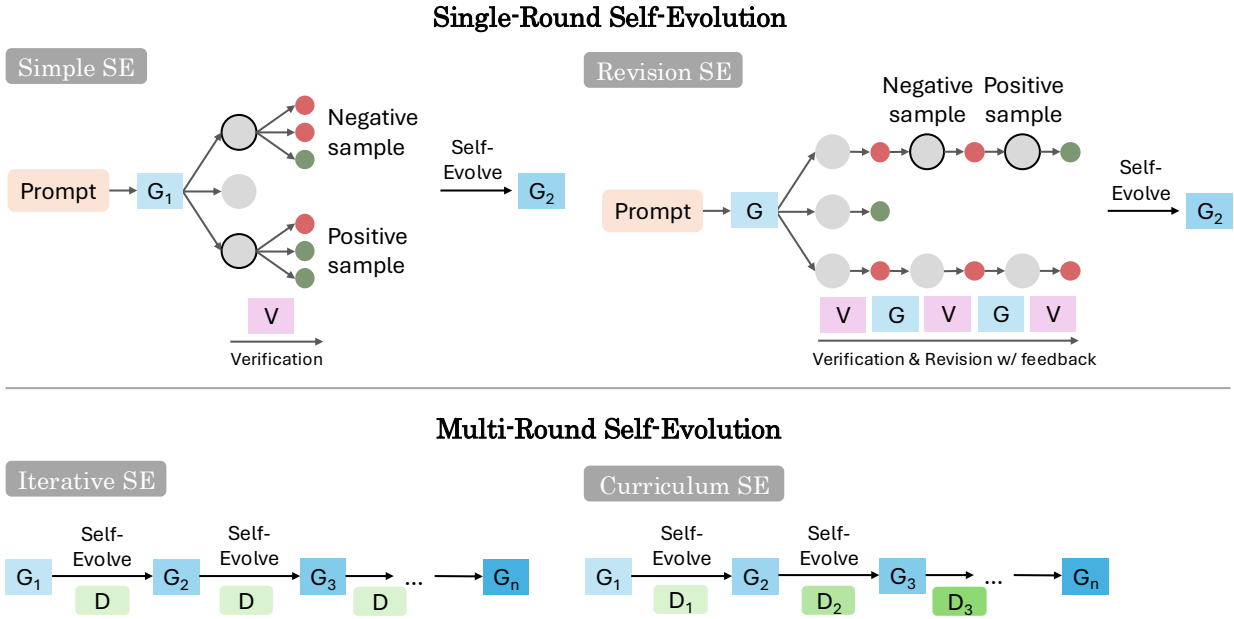 Single-Round Self-Evolution
Simple SE
Prompt
G₁
Negative
sample
Positive
sample
V
Verification
Self-
Evolve
G₂
Revision SE
Negative
sample
Positive
sample
Prompt
G
V
G
V
G
V
Verification & Revision w/ feedback
Self-
Evolve
G₂
Multi-Round Self-Evolution
Iterative SE
G₁
Self-
Evolve
D
G₂
Self-
Evolve
D
G₃
D
...
Gₙ
Curriculum SE
G₁
Self-
Evolve
D₁
G₂
Self-
Evolve
D₂
G₃
D₃
...
Gₙ